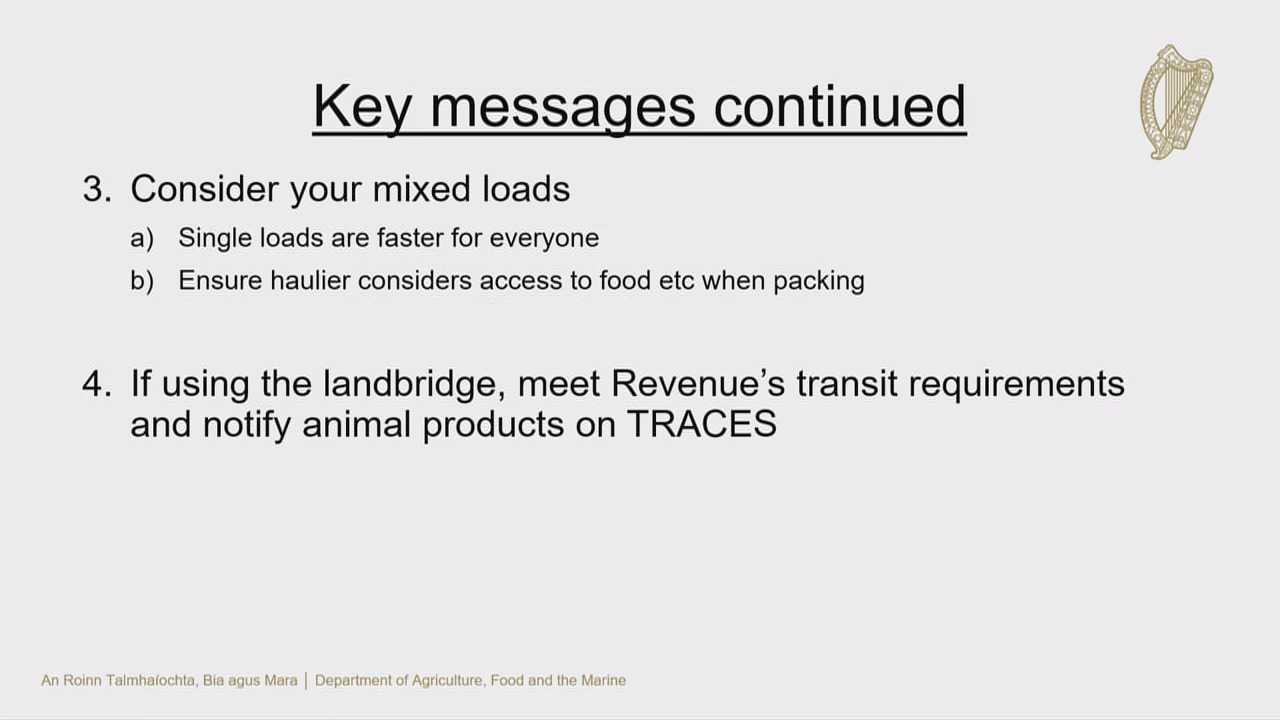 Key messages continued
3. Consider your mixed loads
a) Single loads are faster for everyone
b) Ensure haulier considers access to food etc when packing
4. If using the landbridge, meet Revenue’s transit requirements
and notify animal products on TRACES
An Roinn Talmhaíochta, Bia agus Mara | Department of Agriculture, Food and the Marine